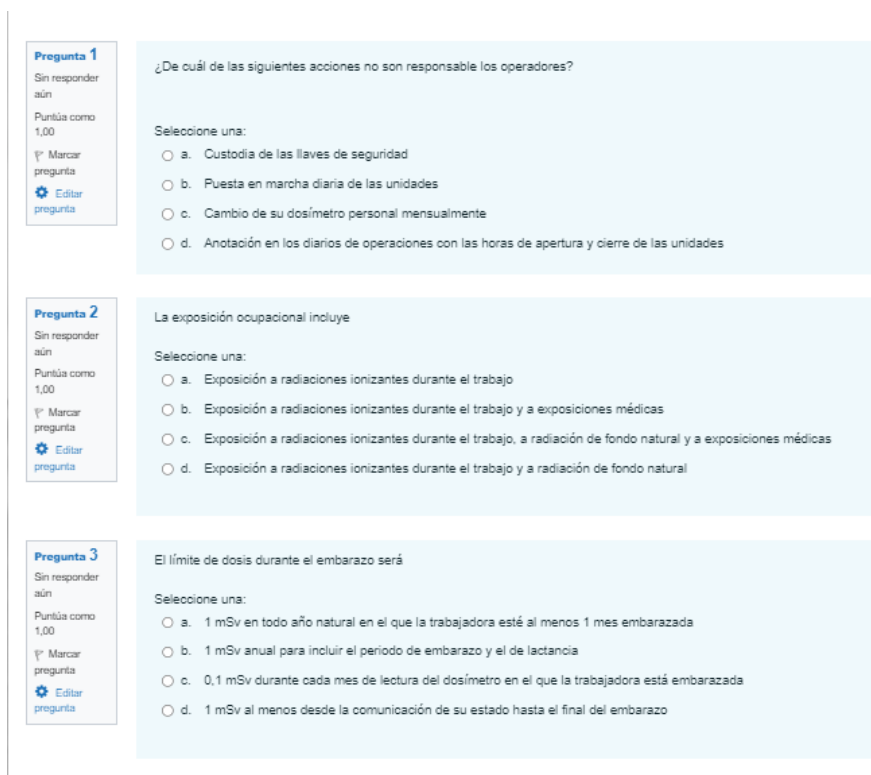 Pregunta 1
Sin responder
aún
Puntúa como
1,00
Marcar
pregunta
Editar
pregunta
¿De cuál de las siguientes acciones no son responsable los operadores?
Seleccione una:
a. Custodia de las llaves de seguridad
b. Puesta en marcha diaria de las unidades
c. Cambio de su dosímetro personal mensualmente
d. Anotación en los diarios de operaciones con las horas de apertura y cierre de las unidades
Pregunta 2
Sin responder
aún
Puntúa como
1,00
Marcar
pregunta
Editar
pregunta
La exposición ocupacional incluye
Seleccione una:
a. Exposición a radiaciones ionizantes durante el trabajo
b. Exposición a radiaciones ionizantes durante el trabajo y a exposiciones médicas
c. Exposición a radiaciones ionizantes durante el trabajo, a radiación de fondo natural y a exposiciones médicas
d. Exposición a radiaciones ionizantes durante el trabajo y a radiación de fondo natural
Pregunta 3
Sin responder
aún
Puntúa como
1,00
Marcar
pregunta
Editar
pregunta
El límite de dosis durante el embarazo será
Seleccione una:
a. 1 mSv en todo año natural en el que la trabajadora esté al menos 1 mes embarazada
b. 1 mSv anual para incluir el periodo de embarazo y el de lactancia
c. 0,1 mSv durante cada mes de lectura del dosímetro en el que la trabajadora está embarazada
d. 1 mSv al menos desde la comunicación de su estado hasta el final del embarazo